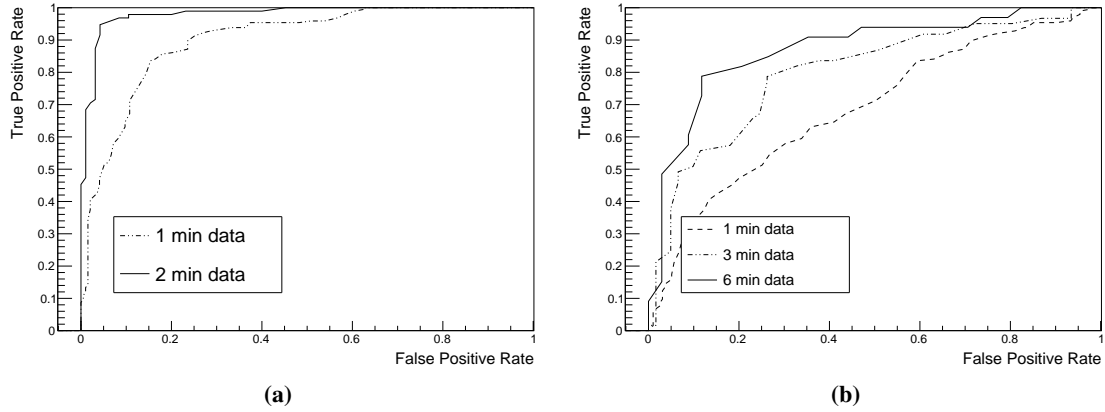 True Positive Rate
1
0.9
0.8
0.7
0.6
0.5
0.4
0.3
0.2
0.1
0
1 min data
2 min data
0 0.2 0.4 0.6 0.8 1
False Positive Rate
(a)
True Positive Rate
1
0.9
0.8
0.7
0.6
0.5
0.4
0.3
0.2
0.1
0
1 min data
3 min data
6 min data
0 0.2 0.4 0.6 0.8 1
False Positive Rate
(b)